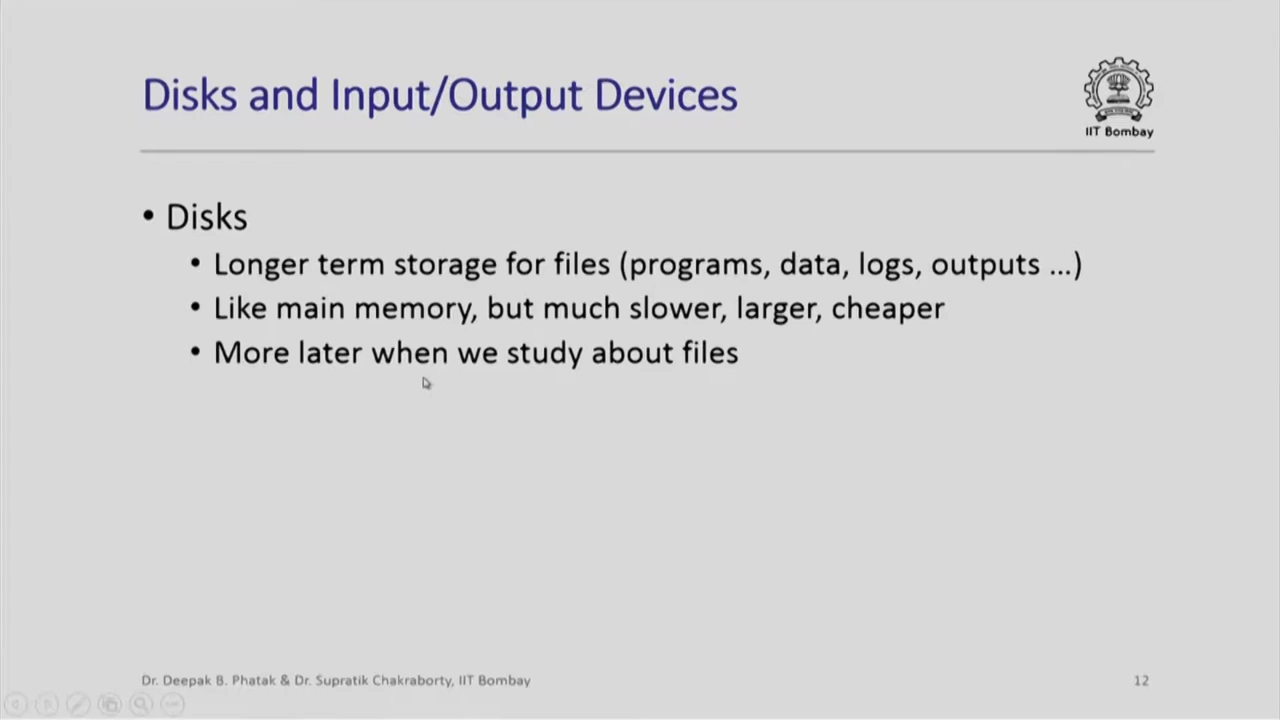 Disks and Input/Output Devices
IIT Bombay
• Disks
• Longer term storage for files (programs, data, logs, outputs ...)
• Like main memory, but much slower, larger, cheaper
• More later when we study about files
Dr. Deepak B. Phatak & Dr. Supratik Chakraborty, IIT Bombay
12